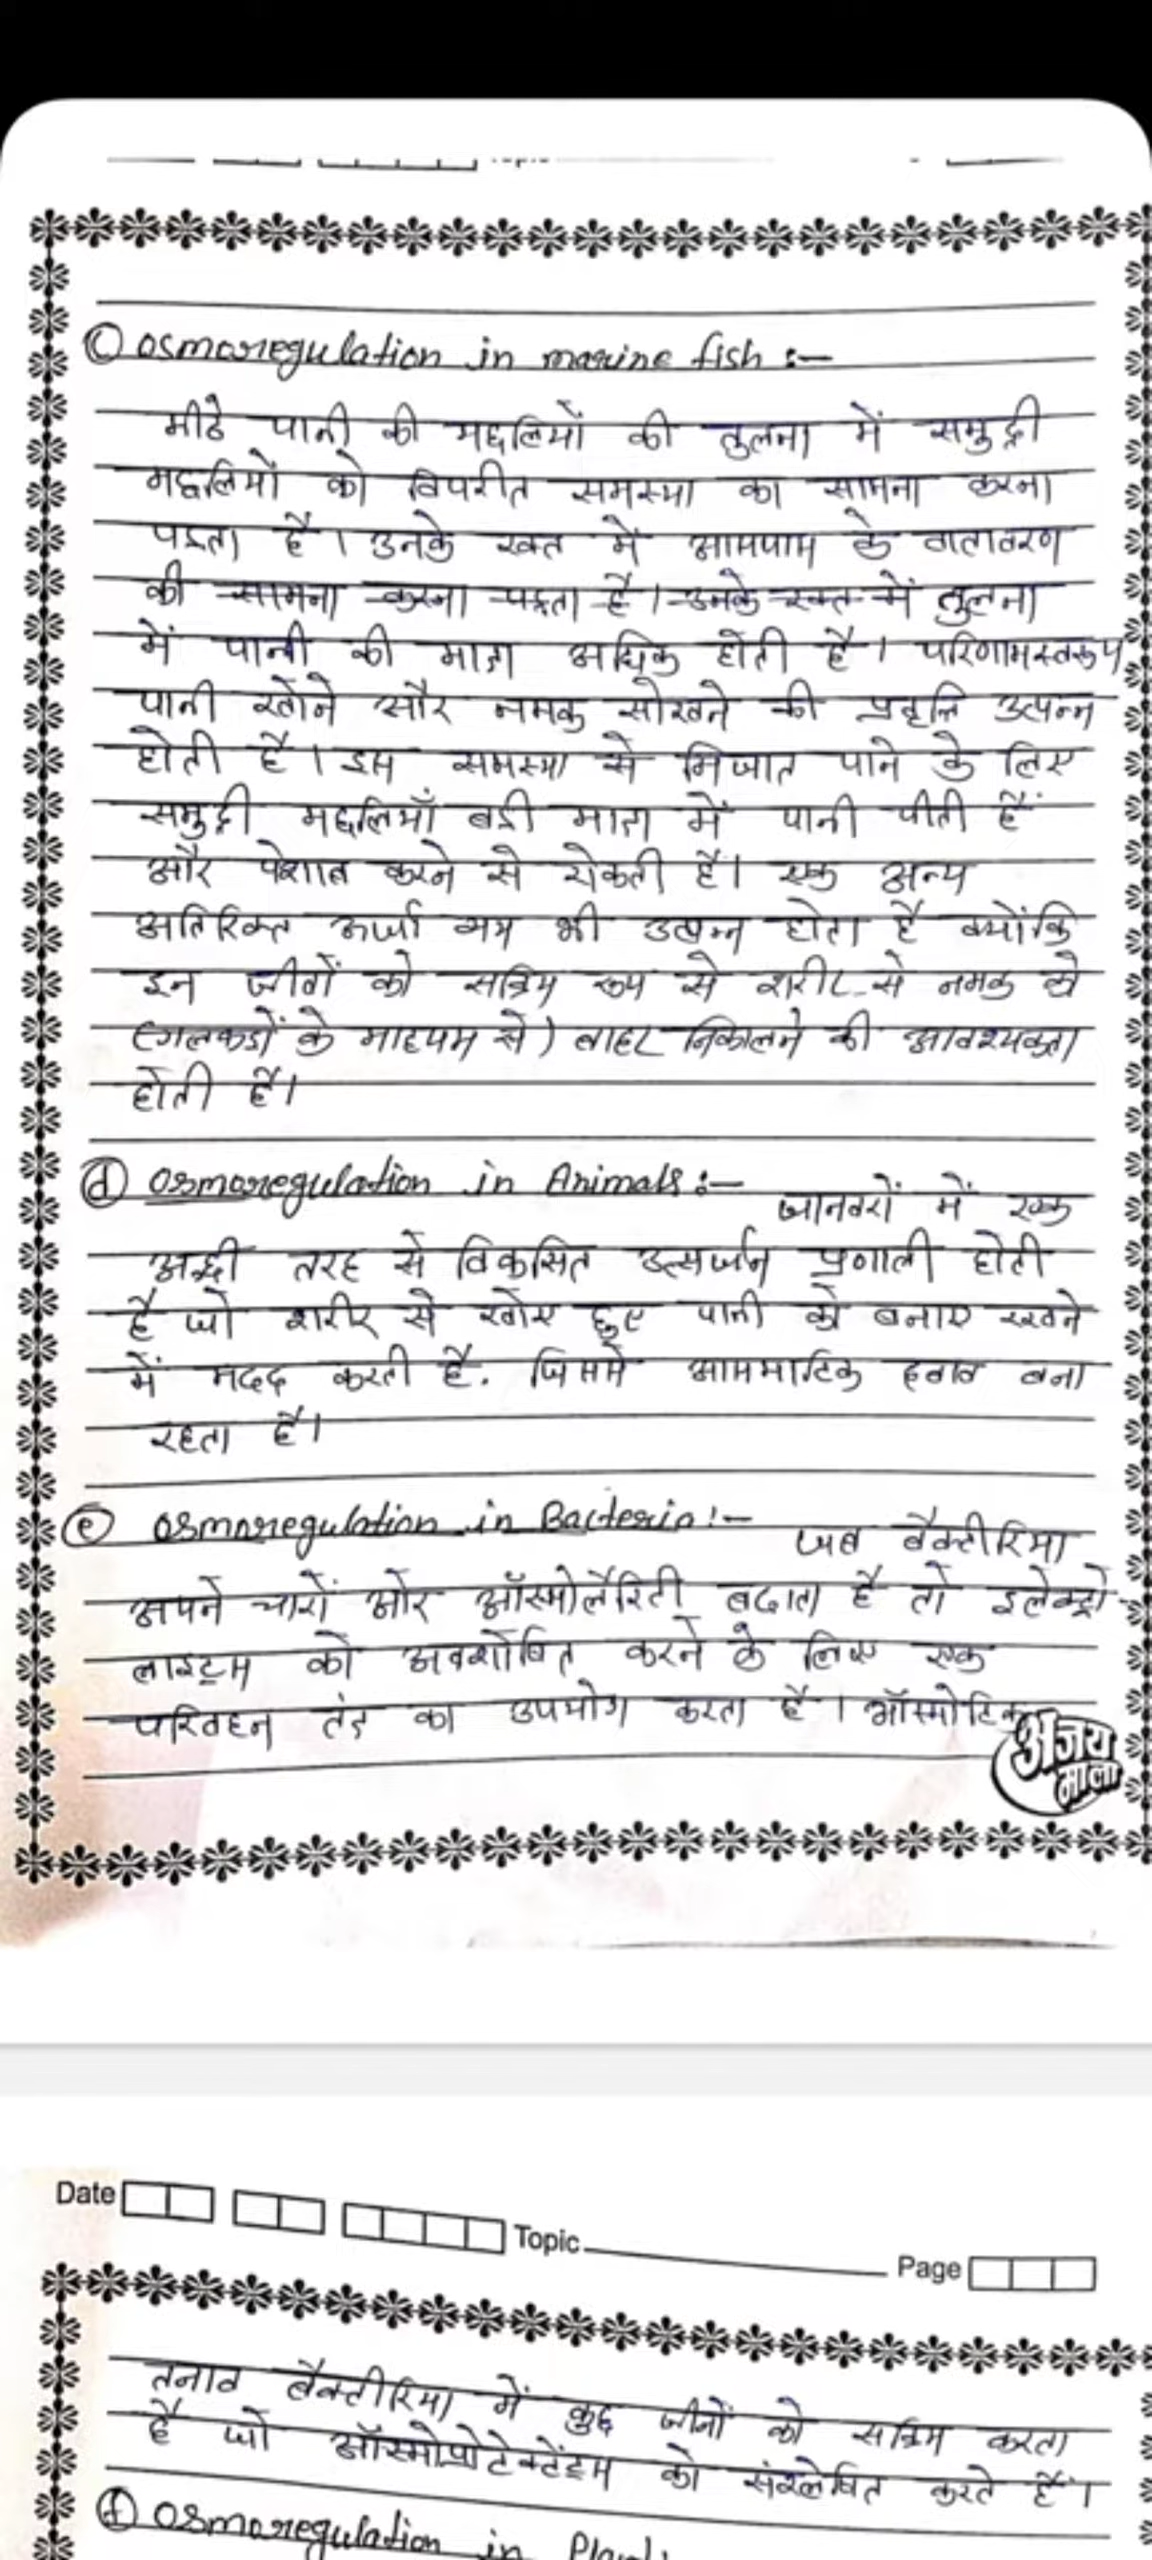 Ⓒ Osmoregulation in marine fish :—
मीठे पानी की मछलियों की तुलना में समुद्री
मछलियों को विपरीत समस्या का सामना करना
पड़ता है। उनके रक्त में आसपास के वातावरण
की सामना करना पड़ता है। उनके रक्त में तुलना
में पानी की मात्रा अधिक होती है। परिणामस्वरूप
पानी खोने और नमक सोखने की प्रवृत्ति उत्पन्न
होती है। इस समस्या से निजात पाने के लिए
समुद्री मछलियाँ बड़ी मात्रा में पानी पीती हैं
और पेशाब करने से रोकती है। एक अन्य
अतिरिक्त ऊर्जा व्यय भी उत्पन्न होता है क्योंकि
इन जीवों को सक्रिय रूप से शरीर से नमक को
(गलफड़ों के माध्यम से) बाहर निकालने की आवश्यकता
होती है।
ⓓ Osmoregulation in Animals :—
जानवरों में एक
अच्छी तरह से विकसित उत्सर्जन प्रणाली होती
है जो शरीर से खोए हुए पानी को बनाए रखने
में मदद करती है. जिससे आसमाटिक दबाव बना
रहता है।
ⓔ Osmoregulation in Bacteria :—
जब बैक्टीरिया
अपने चारों ओर ऑस्मोलैरिटी बढ़ाता है तो इलेक्ट्रो-
लाइट्स को अवशोषित करने के लिए एक
परिवहन तंत्र का उपयोग करता है । ऑस्मोटिक
अजय
माला
Date
Topic
Page
तनाव बैक्टीरिया में कुछ जीनों को सक्रिय करता
है जो ऑस्मोप्रोटेक्टेंट्स को संश्लेषित करते हैं।
ⓕ Osmoregulation in